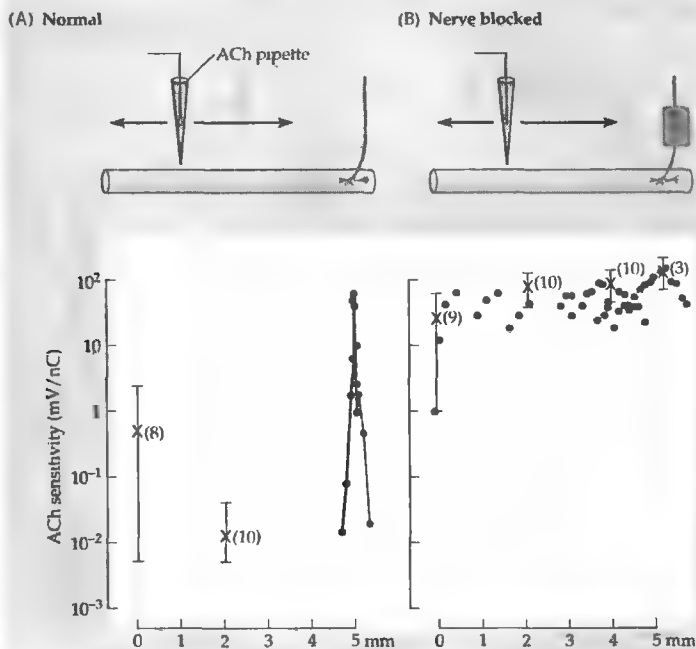 (A) Normal
ACh pipette
(B) Nerve blocked
ACh sensitivity (mV/nC)
10²
10
1
10⁻¹
10⁻²
10⁻³
(8)
(10)
0 1 2 3 4 5 mm
(9)
(10)
(10)
(3)
0 1 2 3 4 5 mm